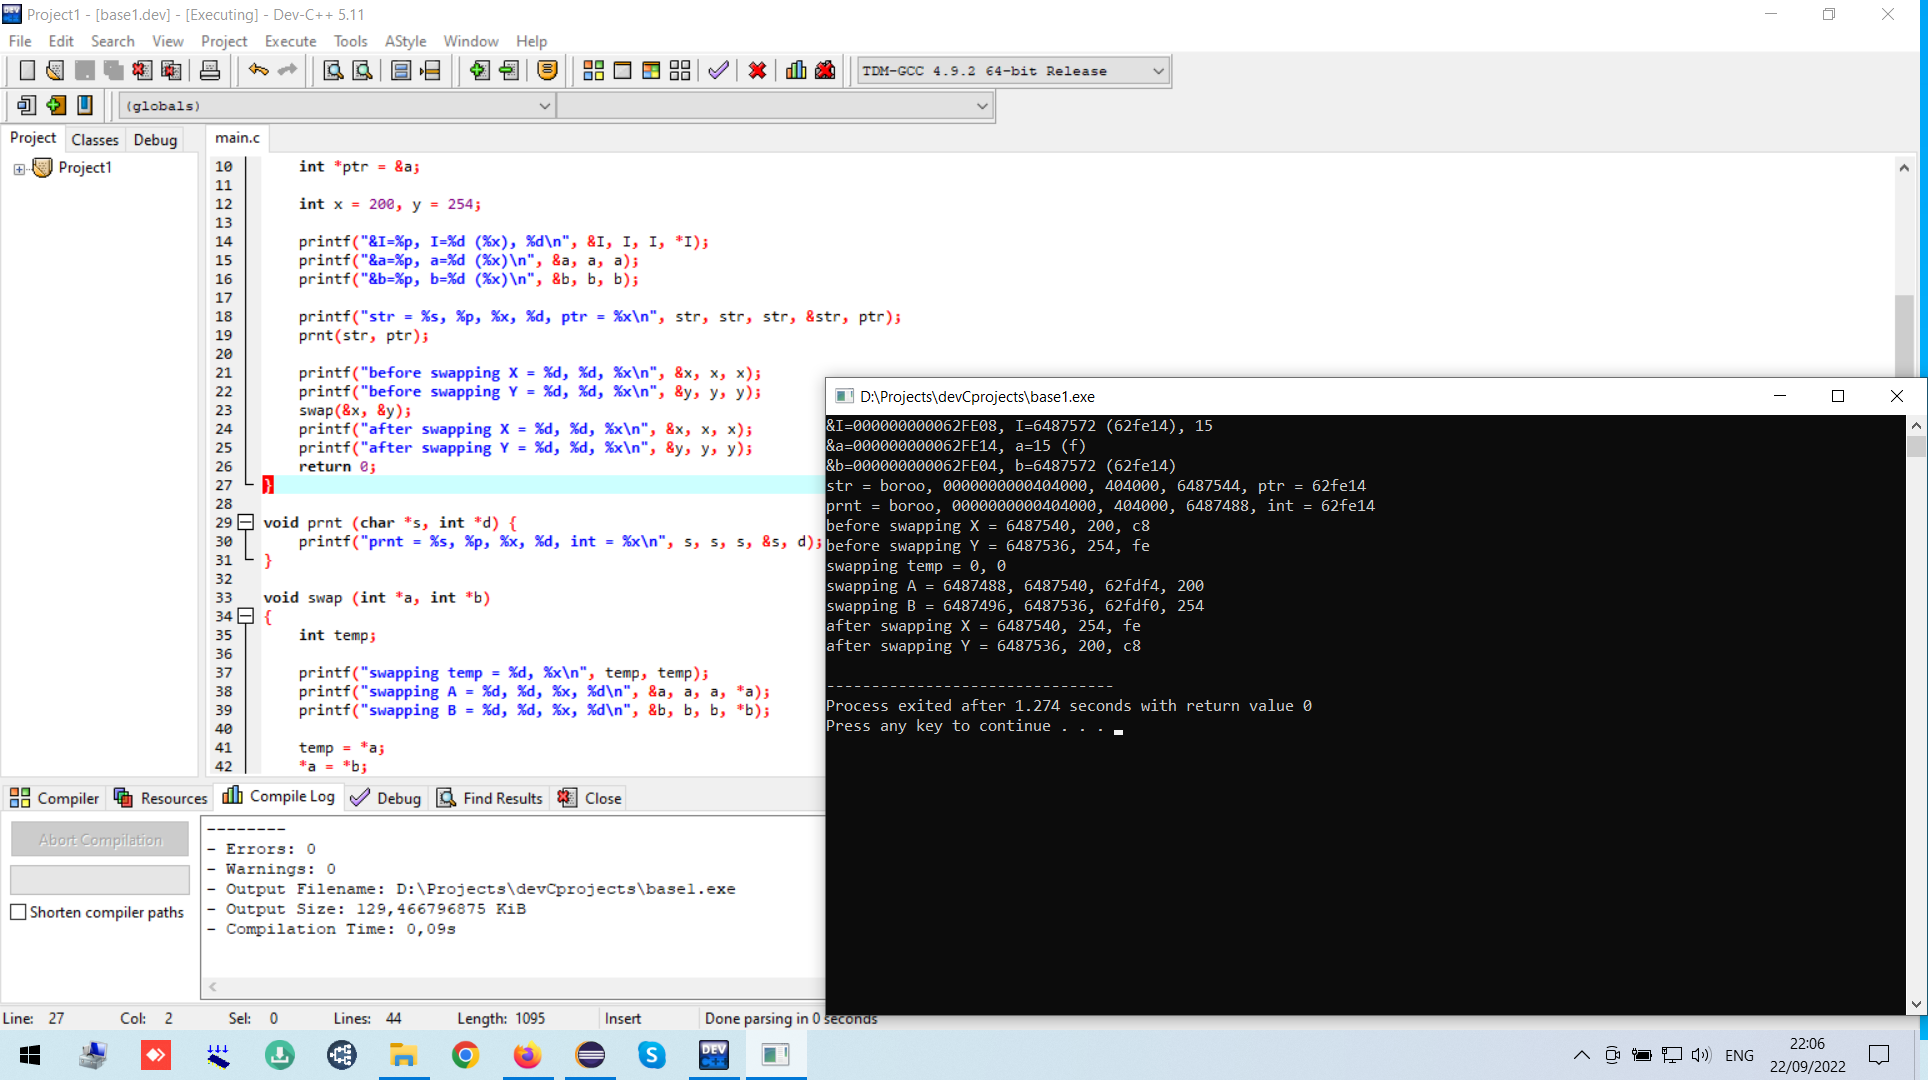 Project1 - [base1.dev] - [Executing] - Dev-C++ 5.11
File Edit Search View Project Execute Tools AStyle Window Help
TDM-GCC 4.9.2 64-bit Release
(globals)
Project Classes Debug
Project1
main.c
10 int *ptr = &a;
11
12 int x = 200, y = 254;
13
14 printf("&I=%p, I=%d (%x), %d\n", &I, I, I, *I);
15 printf("&a=%p, a=%d (%x)\n", &a, a, a);
16 printf("&b=%p, b=%d (%x)\n", &b, b, b);
17
18 printf("str = %s, %p, %x, %d, ptr = %x\n", str, str, str, &str, ptr);
19 prnt(str, ptr);
20
21 printf("before swapping X = %d, %d, %x\n", &x, x, x);
22 printf("before swapping Y = %d, %d, %x\n", &y, y, y);
23 swap(&x, &y);
24 printf("after swapping X = %d, %d, %x\n", &x, x, x);
25 printf("after swapping Y = %d, %d, %x\n", &y, y, y);
26 return 0;
27 }
28
29 void prnt (char *s, int *d) {
30 printf("prnt = %s, %p, %x, %d, int = %x\n", s, s, s, &s, d);
31 }
32
33 void swap (int *a, int *b)
34 {
35 int temp;
36
37 printf("swapping temp = %d, %x\n", temp, temp);
38 printf("swapping A = %d, %d, %x, %d\n", &a, a, a, *a);
39 printf("swapping B = %d, %d, %x, %d\n", &b, b, b, *b);
40
41 temp = *a;
42 *a = *b;
D:\Projects\devCprojects\base1.exe
&I=000000000062FE08, I=6487572 (62fe14), 15
&a=000000000062FE14, a=15 (f)
&b=000000000062FE04, b=6487572 (62fe14)
str = boroo, 0000000000404000, 404000, 6487544, ptr = 62fe14
prnt = boroo, 0000000000404000, 404000, 6487488, int = 62fe14
before swapping X = 6487540, 200, c8
before swapping Y = 6487536, 254, fe
swapping temp = 0, 0
swapping A = 6487488, 6487540, 62fdf4, 200
swapping B = 6487496, 6487536, 62fdf0, 254
after swapping X = 6487540, 254, fe
after swapping Y = 6487536, 200, c8
--------------------------------
Process exited after 1.274 seconds with return value 0
Press any key to continue . . .
Compiler Resources Compile Log Debug Find Results Close
Abort Compilation
Shorten compiler paths
--------
- Errors: 0
- Warnings: 0
- Output Filename: D:\Projects\devCprojects\base1.exe
- Output Size: 129,466796875 KiB
- Compilation Time: 0,09s
Line: 27 Col: 2 Sel: 0 Lines: 44 Length: 1095 Insert Done parsing in 0 seconds
DEV C++
ENG
22:06
22/09/2022